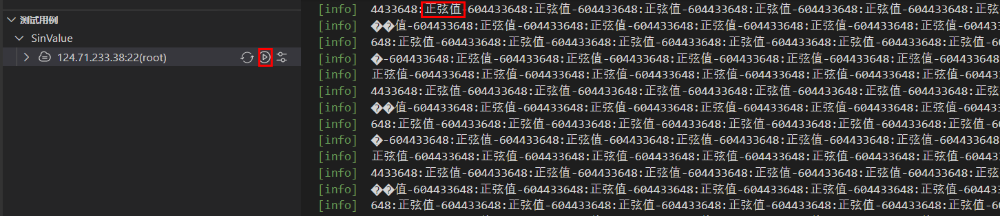 测试用例
SinValue
124.71.233.38:22(root)
[info] 4433648:正弦值-604433648:正弦值-604433648:正弦值-604433648:正弦值-604433648:正弦值-604433648:正弦
[info] ��值-604433648:正弦值-604433648:正弦值-604433648:正弦值-604433648:正弦值-604433648:正弦值-60443
[info] 648:正弦值-604433648:正弦值-604433648:正弦值-604433648:正弦值-604433648:正弦值-604433648:正弦值-6
[info] �-604433648:正弦值-604433648:正弦值-604433648:正弦值-604433648:正弦值-604433648:正弦值-604433648:
[info] 正弦值-604433648:正弦值-604433648:正弦值-604433648:正弦值-604433648:正弦值-604433648:正弦值-60443
[info] 4433648:正弦值-604433648:正弦值-604433648:正弦值-604433648:正弦值-604433648:正弦值-604433648:正弦
[info] ��值-604433648:正弦值-604433648:正弦值-604433648:正弦值-604433648:正弦值-604433648:正弦值-60443
[info] 648:正弦值-604433648:正弦值-604433648:正弦值-604433648:正弦值-604433648:正弦值-604433648:正弦值-6
[info] �-604433648:正弦值-604433648:正弦值-604433648:正弦值-604433648:正弦值-604433648:正弦值-604433648:
[info] 正弦值-604433648:正弦值-604433648:正弦值-604433648:正弦值-604433648:正弦值-604433648:正弦值-60443
[info] 4433648:正弦值-604433648:正弦值-604433648:正弦值-604433648:正弦值-604433648:正弦值-604433648:正弦
[info] ��值-604433648:正弦值-604433648:正弦值-604433648:正弦值-604433648:正弦值-604433648:正弦值-60443
[info] 648:正弦值-604433648:正弦值-604433648:正弦值-604433648:正弦值-604433648:正弦值-604433648:正弦值-6